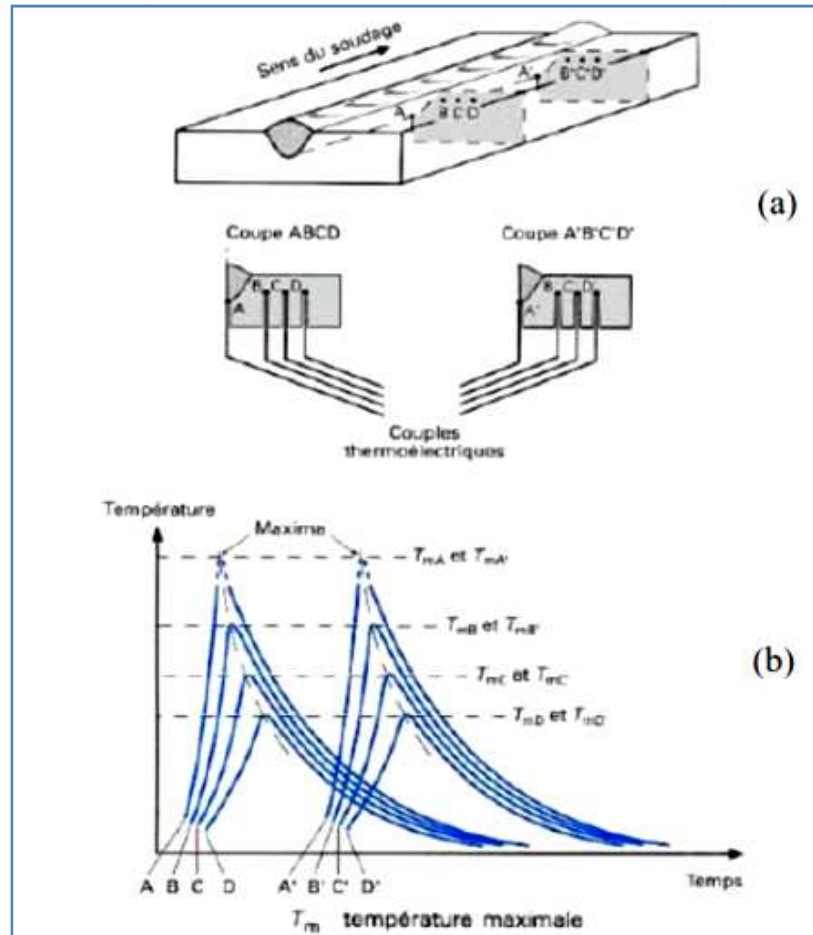 Sens du soudage
A' B' C' D'
A B C D
(a)
Coupe ABCD Coupe A'B'C'D'
B C D B C D
A A'
Couples
thermoélectriques
Température
Maxima
TmA et TmA'
TmB et TmB'
(b)
TmC et TmC
TmD et TmD
A B C D A' B' C' D' Temps
Tm température maximale